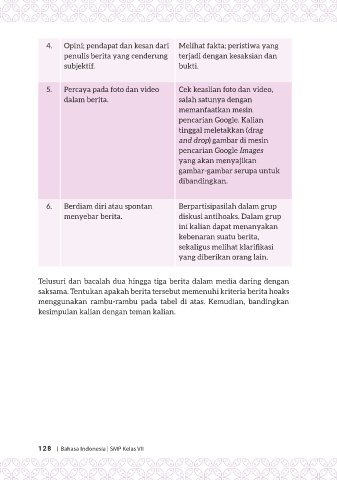 4. Opini; pendapat dan kesan dari
penulis berita yang cenderung
subjektif.
Melihat fakta; peristiwa yang
terjadi dengan kesaksian dan
bukti.
5. Percaya pada foto dan video
dalam berita.
Cek keaslian foto dan video,
salah satunya dengan
memanfaatkan mesin
pencarian Google. Kalian
tinggal meletakkan (drag
and drop) gambar di mesin
pencarian Google Images
yang akan menyajikan
gambar-gambar serupa untuk
dibandingkan.
6. Berdiam diri atau spontan
menyebar berita.
Berpartisipasilah dalam grup
diskusi antihoaks. Dalam grup
ini kalian dapat menanyakan
kebenaran suatu berita,
sekaligus melihat klarifikasi
yang diberikan orang lain.
Telusuri dan bacalah dua hingga tiga berita dalam media daring dengan
saksama. Tentukan apakah berita tersebut memenuhi kriteria berita hoaks
menggunakan rambu-rambu pada tabel di atas. Kemudian, bandingkan
kesimpulan kalian dengan teman kalian.
128 | Bahasa Indonesia | SMP Kelas VII